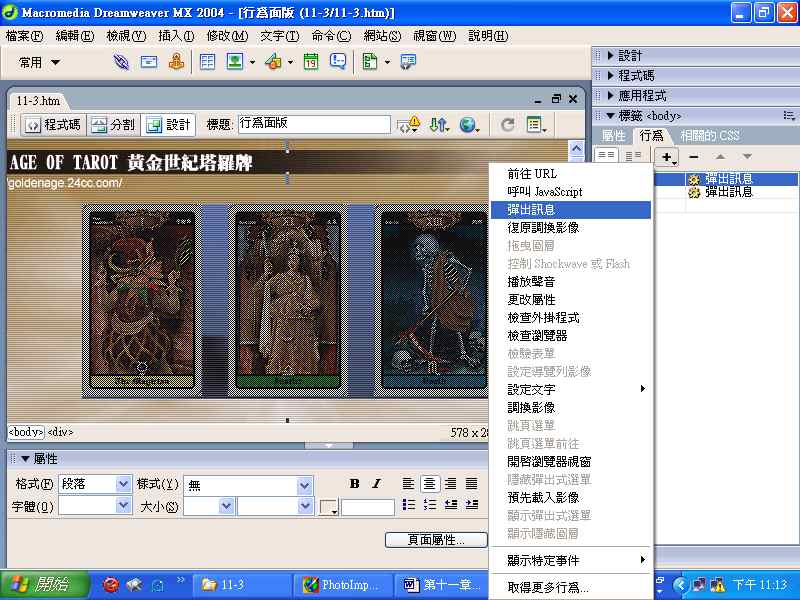 Macromedia Dreamweaver MX 2004 - [行為面版 (11-3/11-3.htm)]
檔案(F) 編輯(E) 檢視(V) 插入(I) 修改(M) 文字(T) 命令(C) 網站(S) 視窗(W) 說明(H)
常用
設計
程式碼
應用程式
標籤 <body>
屬性 行為 相關的 CSS
彈出訊息
彈出訊息
11-3.htm
程式碼 分割 設計 標題: 行為面版
AGE OF TAROT 黃金世紀塔羅牌
/goldenage.24cc.com/
前往 URL
呼叫 JavaScript
彈出訊息
復原調換影像
拖曳圖層
控制 Shockwave 或 Flash
播放聲音
更改屬性
檢查外掛程式
檢查瀏覽器
檢驗表單
設定導覽列影像
設定文字
調換影像
跳頁選單
跳頁選單前往
開啟瀏覽器視窗
隱藏彈出式選單
預先載入影像
顯示彈出式選單
顯示隱藏圖層
顯示特定事件
取得更多行為...
<body> <div>
578 x 28
屬性
格式(F) 段落 樣式(Y) 無 B I
字體(O) 大小(S)
頁面屬性...
開始 11-3 PhotoImp... 第十一章... 下午 11:13